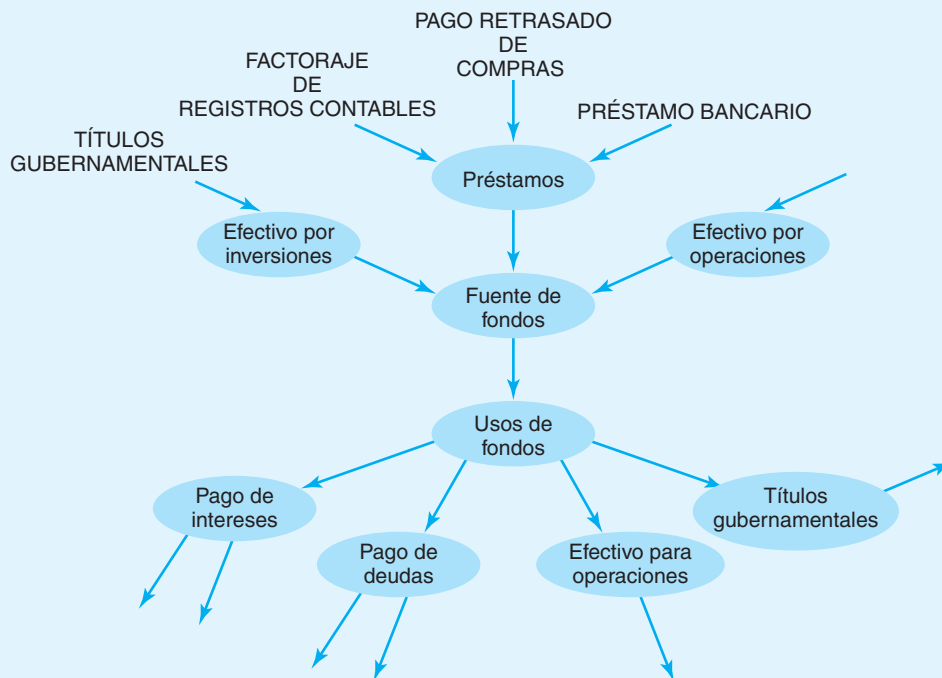 PAGO RETRASADO
DE
COMPRAS
FACTORAJE
DE
REGISTROS CONTABLES
PRÉSTAMO BANCARIO
TÍTULOS
GUBERNAMENTALES
Préstamos
Efectivo por
inversiones
Efectivo por
operaciones
Fuente de
fondos
Usos de
fondos
Pago de
intereses
Títulos
gubernamentales
Pago de
deudas
Efectivo para
operaciones